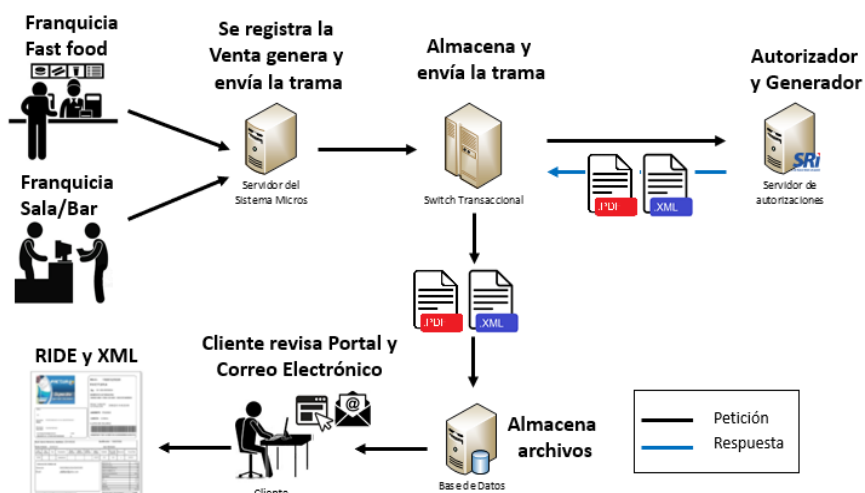 Franquicia
Fast food
Se registra la
Venta genera y
envía la trama
Almacena y
envía la trama
Autorizador
y Generador
Servidor del
Sistema Micros
Switch Transaccional
SRi
Servidor de
autorizaciones
.PDF
.XML
Franquicia
Sala/Bar
.PDF
.XML
RIDE y XML
Cliente revisa Portal y
Correo Electrónico
Cliente
Almacena
archivos
Base de Datos
Petición
Respuesta